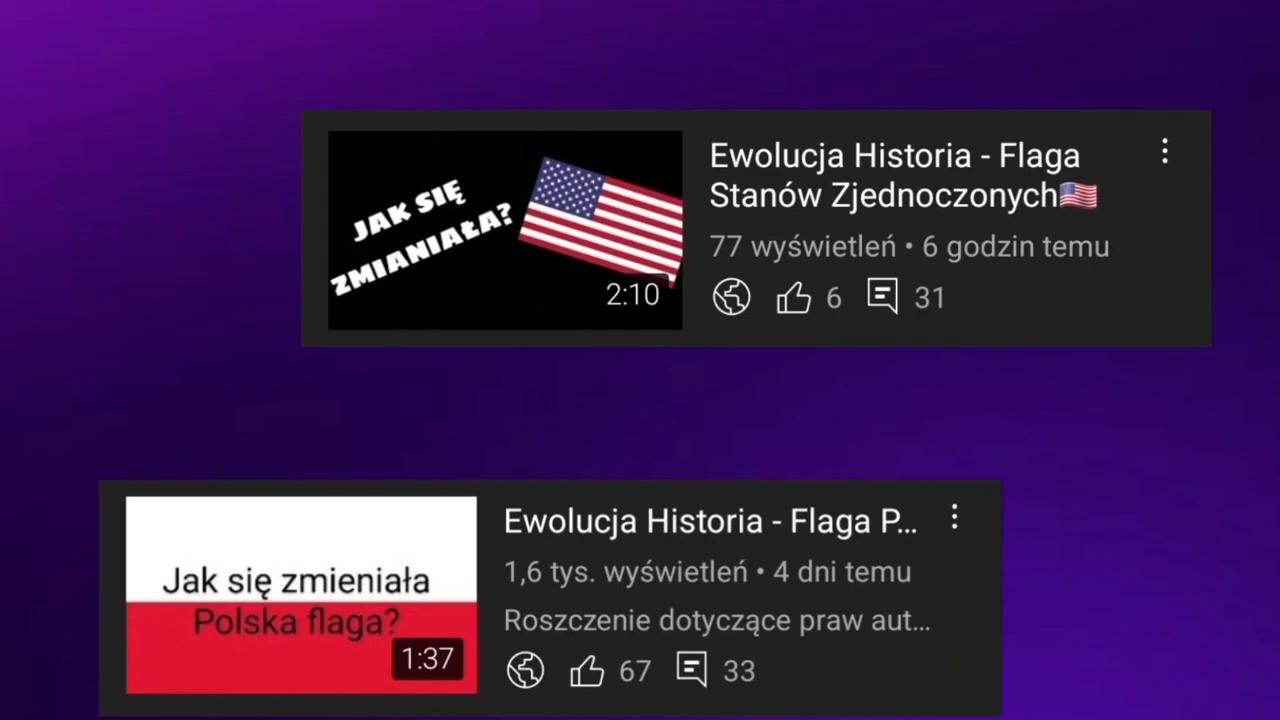 JAK SIĘ
ZMIANIAŁA?
2:10
Ewolucja Historia - Flaga
Stanów Zjednoczonych🇺🇸
77 wyświetleń • 6 godzin temu
6 31
Jak się zmieniała
Polska flaga?
1:37
Ewolucja Historia - Flaga P...
1,6 tys. wyświetleń • 4 dni temu
Roszczenie dotyczące praw aut...
67 33